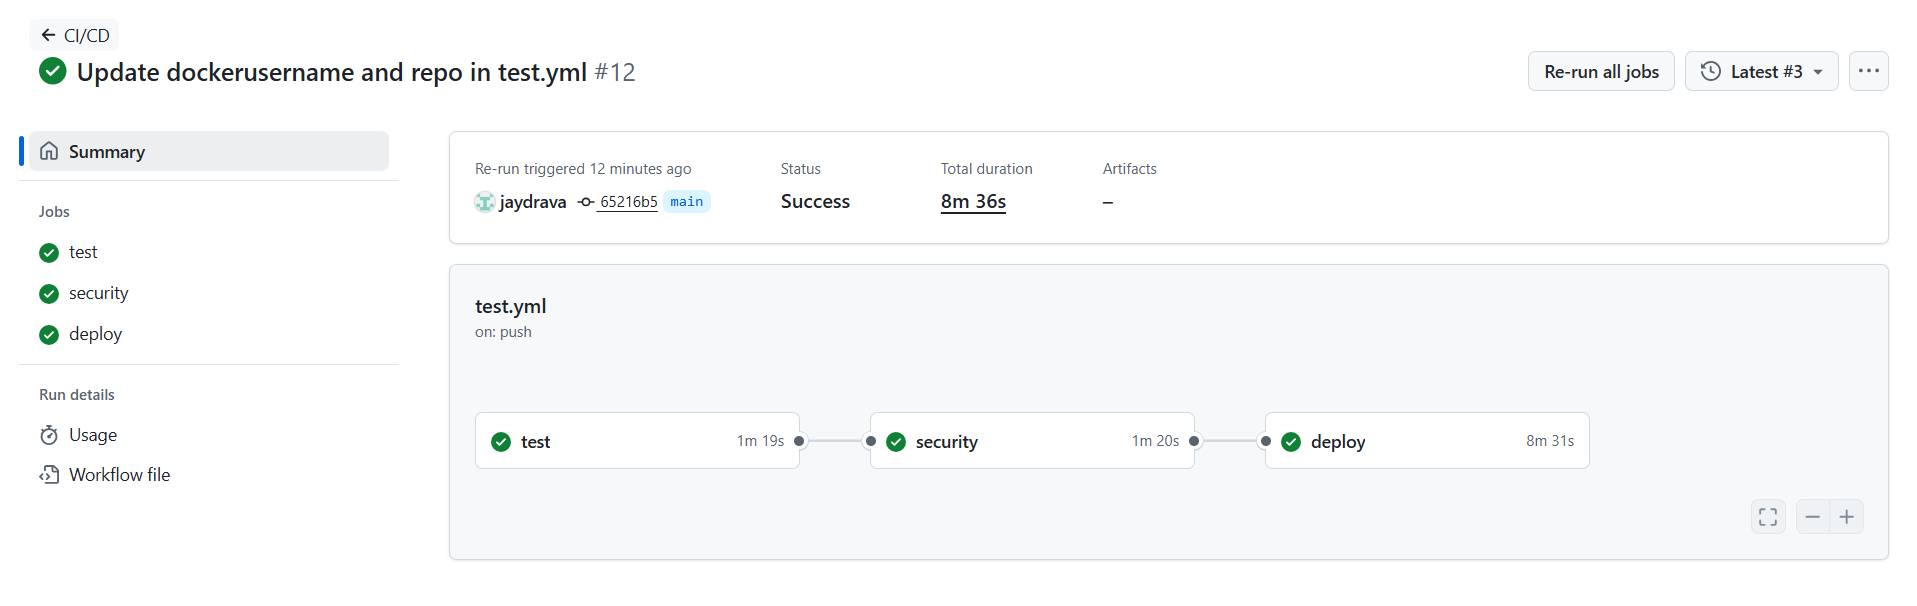 CI/CD
Update dockerusername and repo in test.yml #12
Re-run all jobs
Latest #3
Summary
Jobs
test
security
deploy
Run details
Usage
Workflow file
Re-run triggered 12 minutes ago
jaydrava 65216b5 main
Status
Success
Total duration
8m 36s
Artifacts
–
test.yml
on: push
test 1m 19s
security 1m 20s
deploy 8m 31s